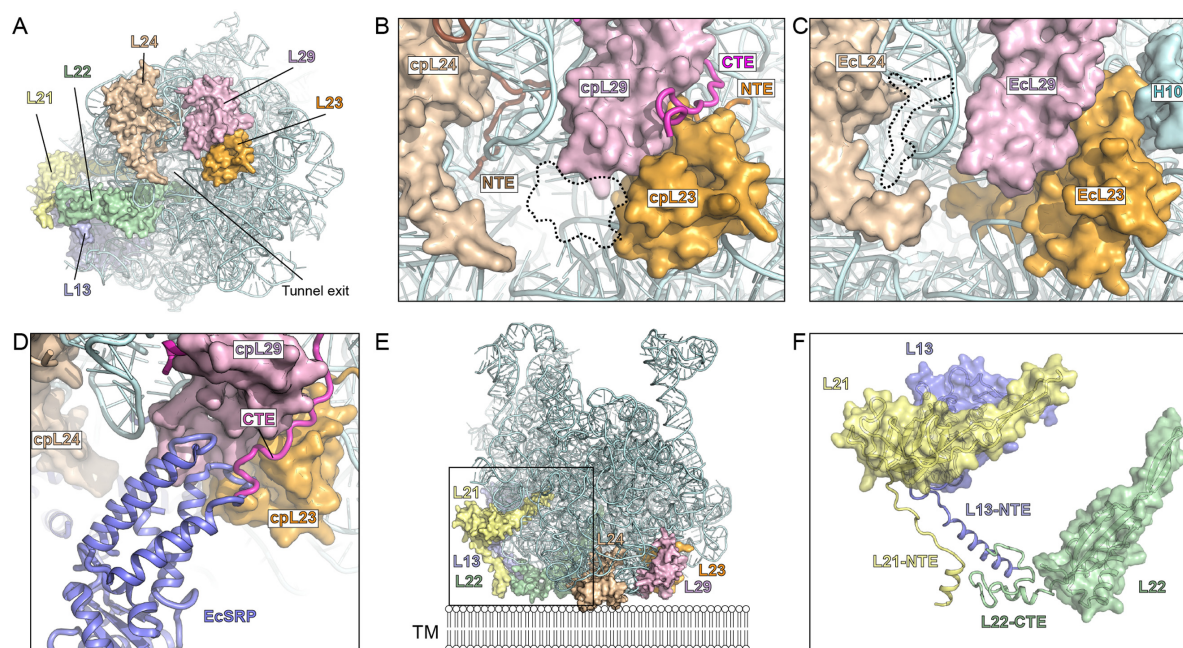 A
L24
L29
L22
L21
L23
L13
Tunnel exit
B
cpL24
cpL29
CTE
NTE
NTE
cpL23
C
EcL24
EcL29
H10
EcL23
D
cpL29
CTE
cpL24
cpL23
EcSRP
E
L21
L24
L13
L23
L22
L29
TM
F
L13
L21
L13-NTE
L21-NTE
L22
L22-CTE